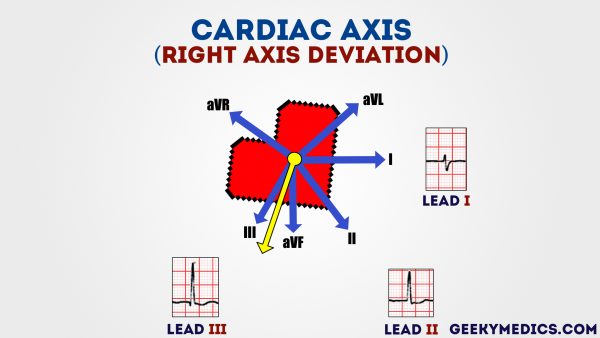 CARDIAC AXIS
(RIGHT AXIS DEVIATION)
aVR
aVL
I
LEAD I
III
aVF
II
LEAD III
LEAD II
GEEKYMEDICS.COM